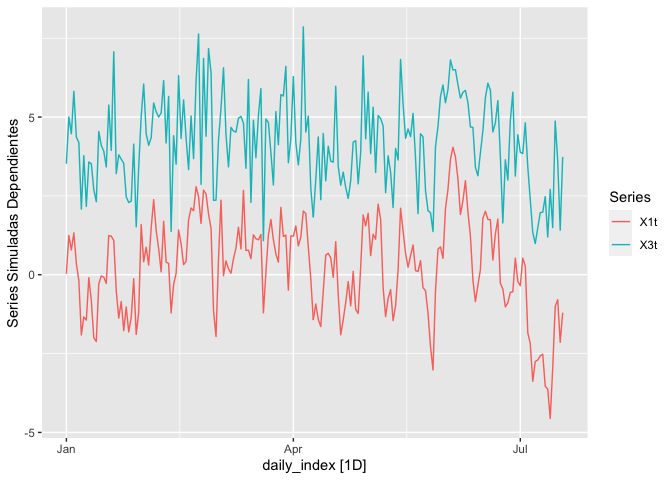 Series Simuladas Dependientes
5
0
-5
Jan
Apr
Jul
daily_index [1D]
Series
X1t
X3t